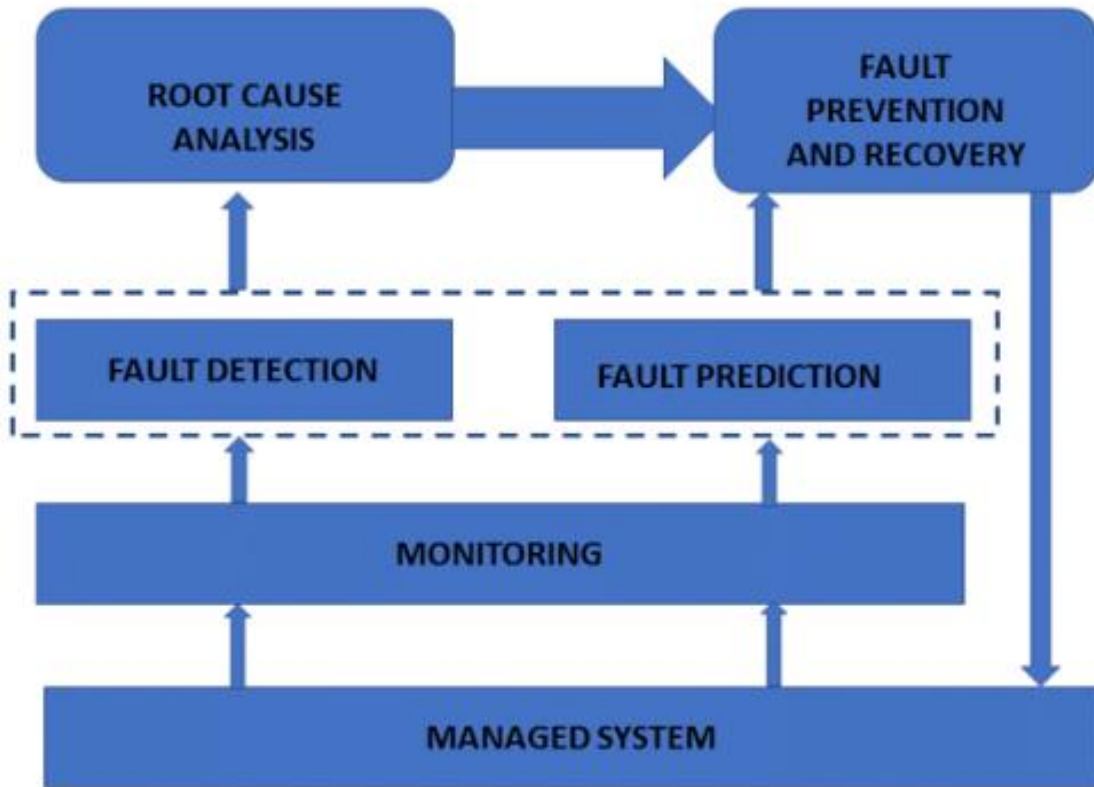 ROOT CAUSE
ANALYSIS
FAULT
PREVENTION
AND RECOVERY
FAULT DETECTION
FAULT PREDICTION
MONITORING
MANAGED SYSTEM